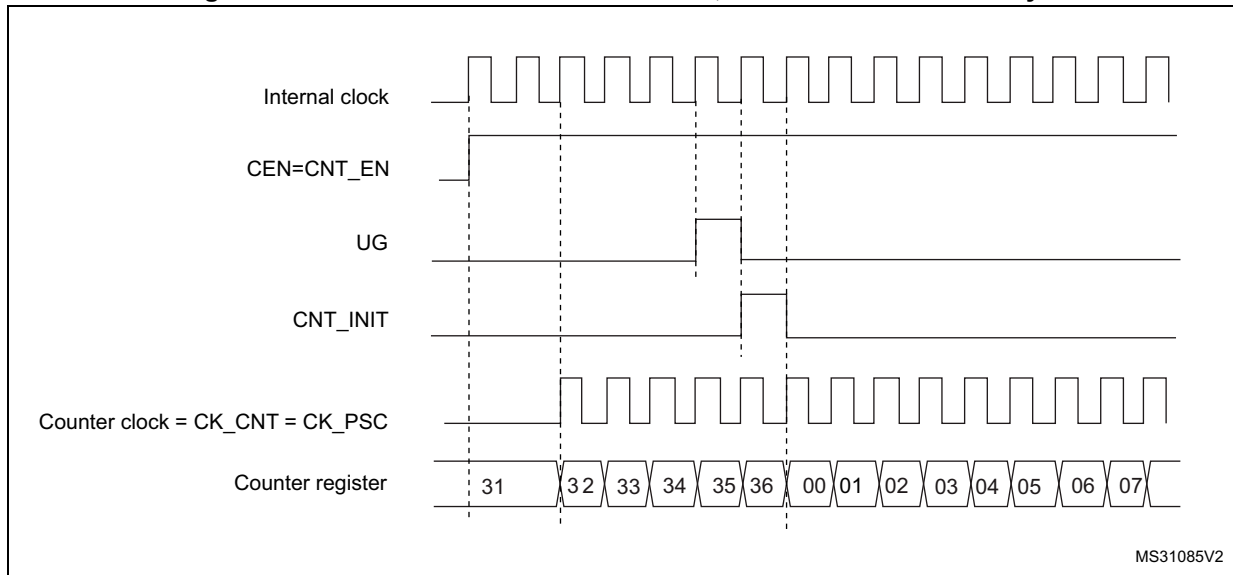 Internal clock
CEN=CNT_EN
UG
CNT_INIT
Counter clock = CK_CNT = CK_PSC
Counter register 31 32 33 34 35 36 00 01 02 03 04 05 06 07
MS31085V2